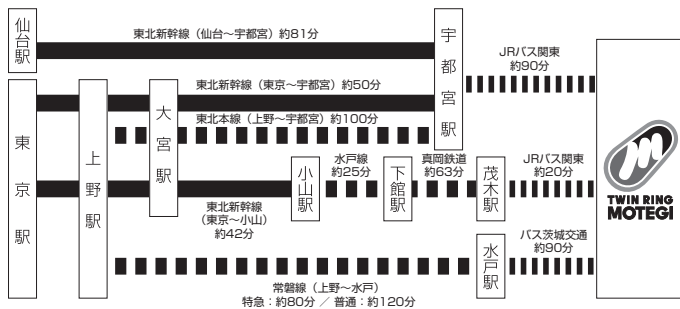 仙台駅
東北新幹線（仙台〜宇都宮）約81分
宇都宮駅
JRバス関東
約90分
東京駅
上野駅
大宮駅
東北新幹線（東京〜宇都宮）約50分
東北本線（上野〜宇都宮）約100分
小山駅
水戸線
約25分
下館駅
真岡鉄道
約63分
茂木駅
JRバス関東
約20分
TWIN RING
MOTEGI
東北新幹線
（東京〜小山）
約42分
水戸駅
バス茨城交通
約90分
常磐線（上野〜水戸）
特急：約80分 ／ 普通：約120分